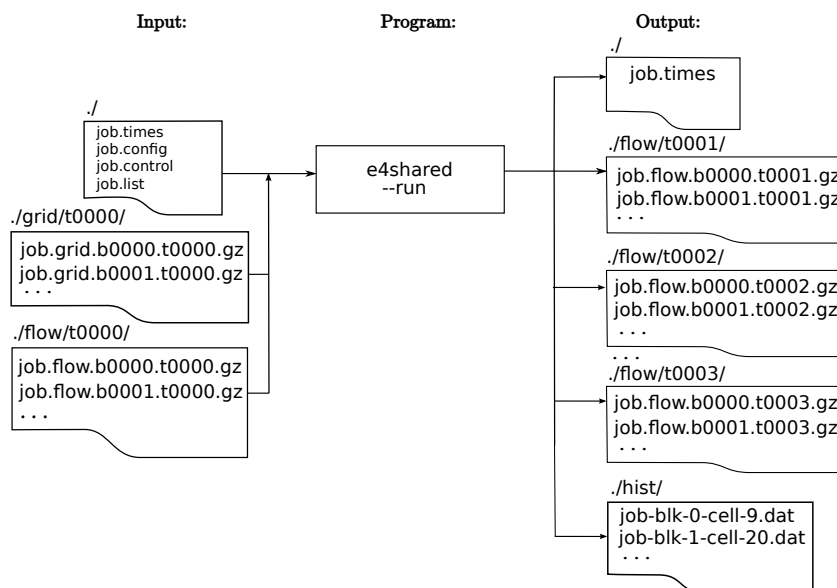 Input:
Program:
Output:
./
job.times
job.config
job.control
job.list
./grid/t0000/
job.grid.b0000.t0000.gz
job.grid.b0001.t0000.gz
...
./flow/t0000/
job.flow.b0000.t0000.gz
job.flow.b0001.t0000.gz
...
e4shared
--run
./
job.times
./flow/t0001/
job.flow.b0000.t0001.gz
job.flow.b0001.t0001.gz
...
./flow/t0002/
job.flow.b0000.t0002.gz
job.flow.b0001.t0002.gz
...
...
./flow/t0003/
job.flow.b0000.t0003.gz
job.flow.b0001.t0003.gz
...
./hist/
job-blk-0-cell-9.dat
job-blk-1-cell-20.dat
...